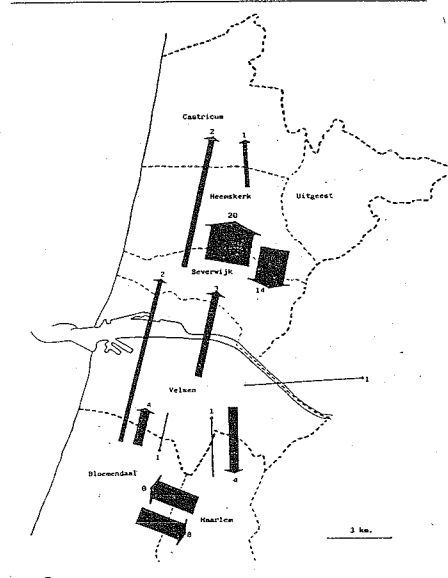 Castricum
2
1
Heemskerk
Uitgeest
20
Beverwijk
2
14
3
1
Velsen
4
1
1
4
Bloemendaal
8
Haarlem
8
3 km.